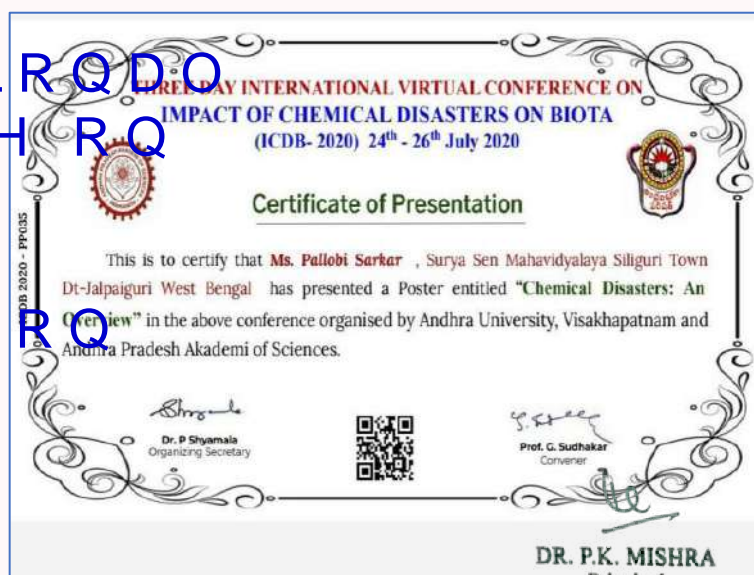 R Q D O
THREE DAY INTERNATIONAL VIRTUAL CONFERENCE ON
H R Q
IMPACT OF CHEMICAL DISASTERS ON BIOTA
(ICDB- 2020) 24th - 26th July 2020
Certificate of Presentation
2020 - PP035
This is to certify that Ms. Pallobi Sarkar , Surya Sen Mahavidyalaya Siliguri Town
Dt-Jalpaiguri West Bengal has presented a Poster entitled "Chemical Disasters: An
R Q
Overview" in the above conference organised by Andhra University, Visakhapatnam and
Andhra Pradesh Akademi of Sciences.
Dr. P Shyamala
Organizing Secretary
Prof. G. Sudhakar
Convener
DR. P.K. MISHRA